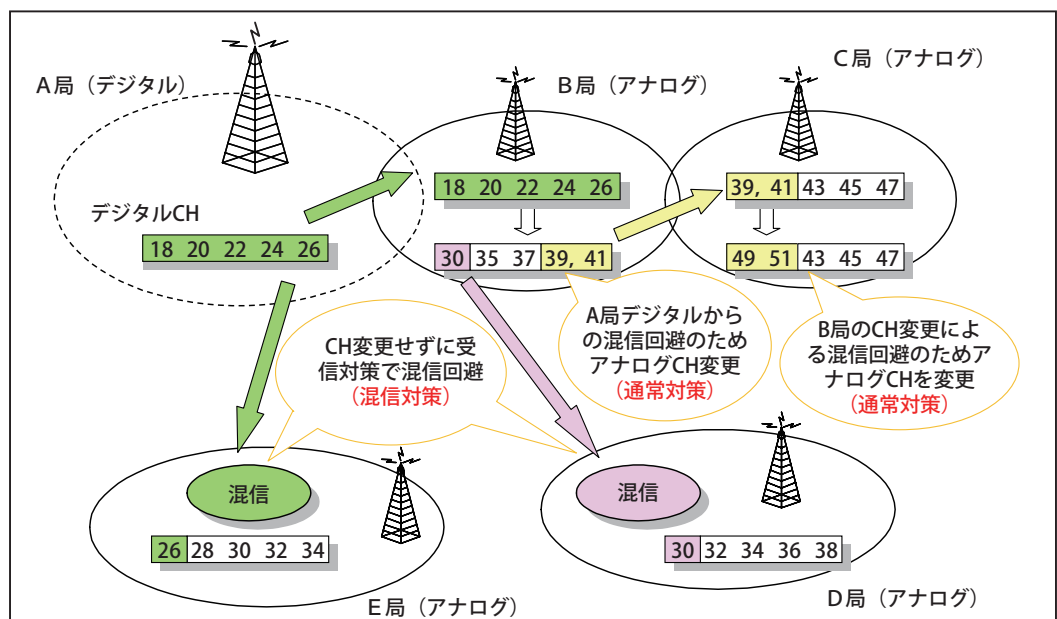 A局（デジタル）
デジタルCH
18 20 22 24 26
B局（アナログ）
18 20 22 24 26
30 35 37 39, 41
C局（アナログ）
39, 41 43 45 47
49 51 43 45 47
CH変更せずに受
信対策で混信回避
（混信対策）
A局デジタルから
の混信回避のため
アナログCH変更
（通常対策）
B局のCH変更によ
る混信回避のためア
ナログCHを変更
（通常対策）
混信
26 28 30 32 34
E局（アナログ）
混信
30 32 34 36 38
D局（アナログ）